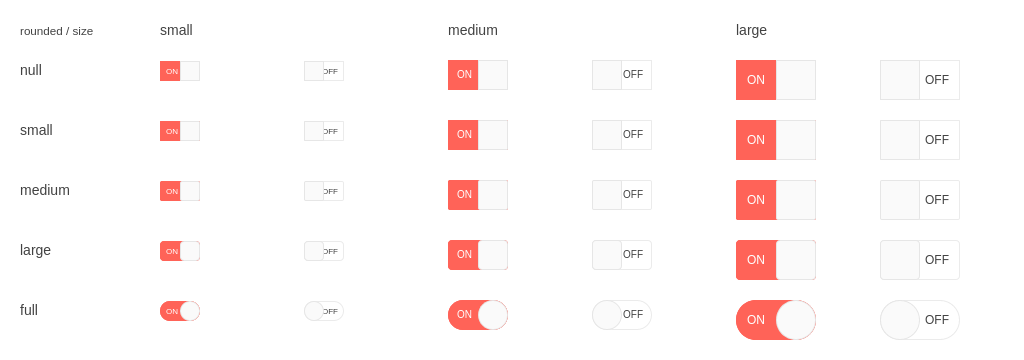 rounded / size small medium large
null ON OFF ON OFF ON OFF
small ON OFF ON OFF ON OFF
medium ON OFF ON OFF ON OFF
large ON OFF ON OFF ON OFF
full ON OFF ON OFF ON OFF